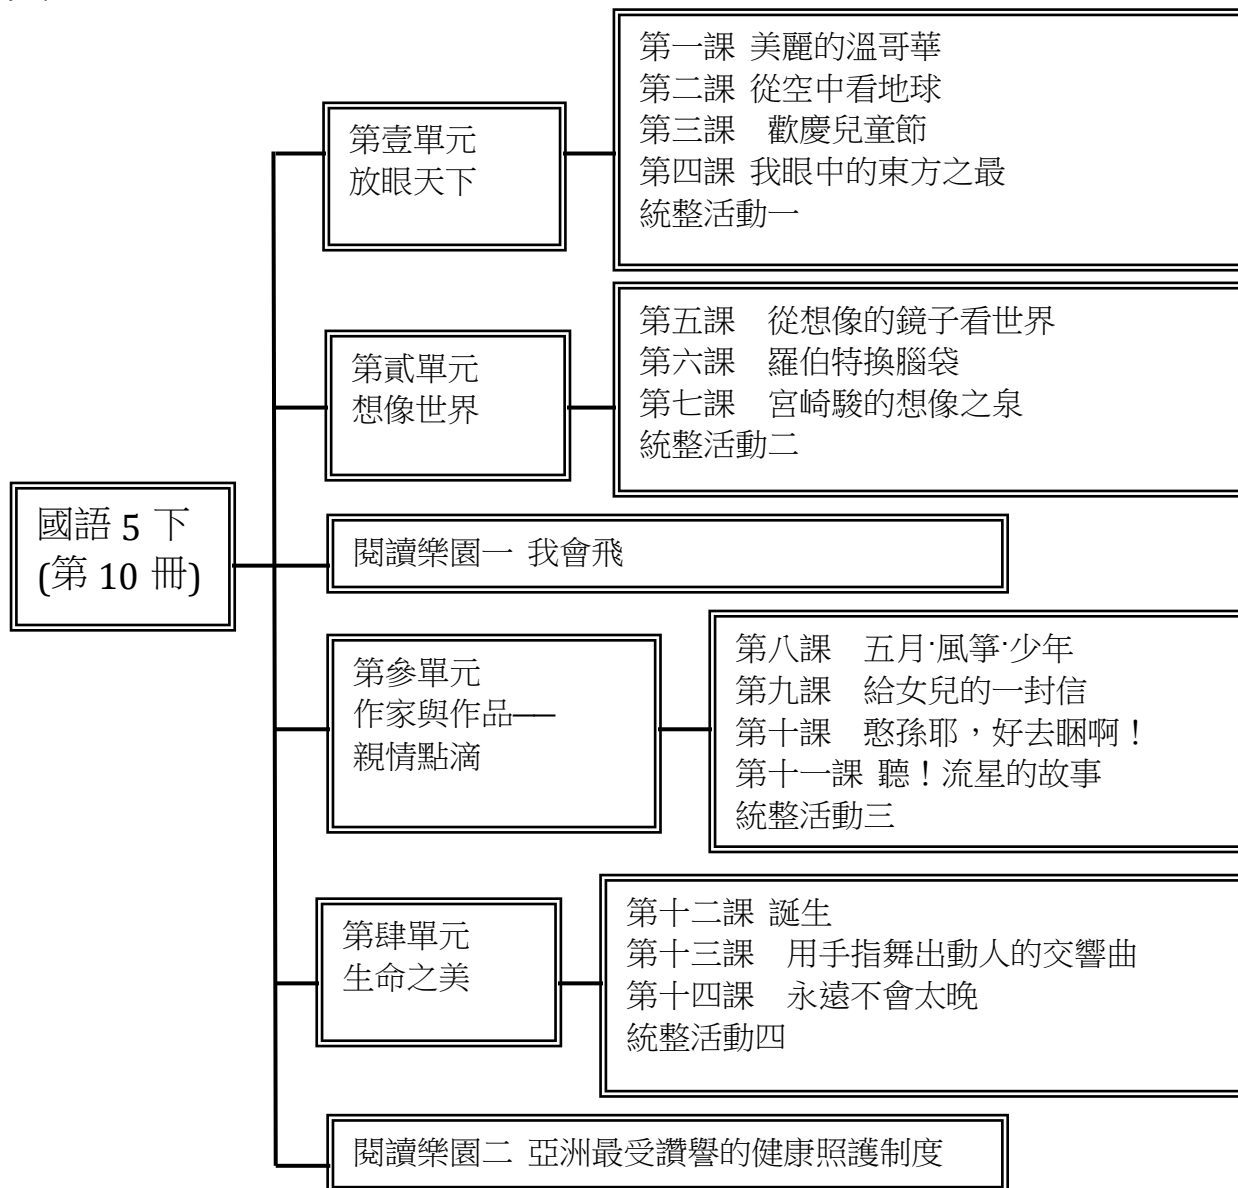 國語 5 下
(第 10 冊)
第壹單元
放眼天下
第一課 美麗的溫哥華
第二課 從空中看地球
第三課　歡慶兒童節
第四課 我眼中的東方之最
統整活動一
第貳單元
想像世界
第五課　從想像的鏡子看世界
第六課　羅伯特換腦袋
第七課　宮崎駿的想像之泉
統整活動二
閱讀樂園一 我會飛
第參單元
作家與作品──
親情點滴
第八課　五月‧風箏‧少年
第九課　給女兒的一封信
第十課　憨孫耶，好去睏啊！
第十一課 聽！流星的故事
統整活動三
第肆單元
生命之美
第十二課 誕生
第十三課　用手指舞出動人的交響曲
第十四課　永遠不會太晚
統整活動四
閱讀樂園二 亞洲最受讚譽的健康照護制度